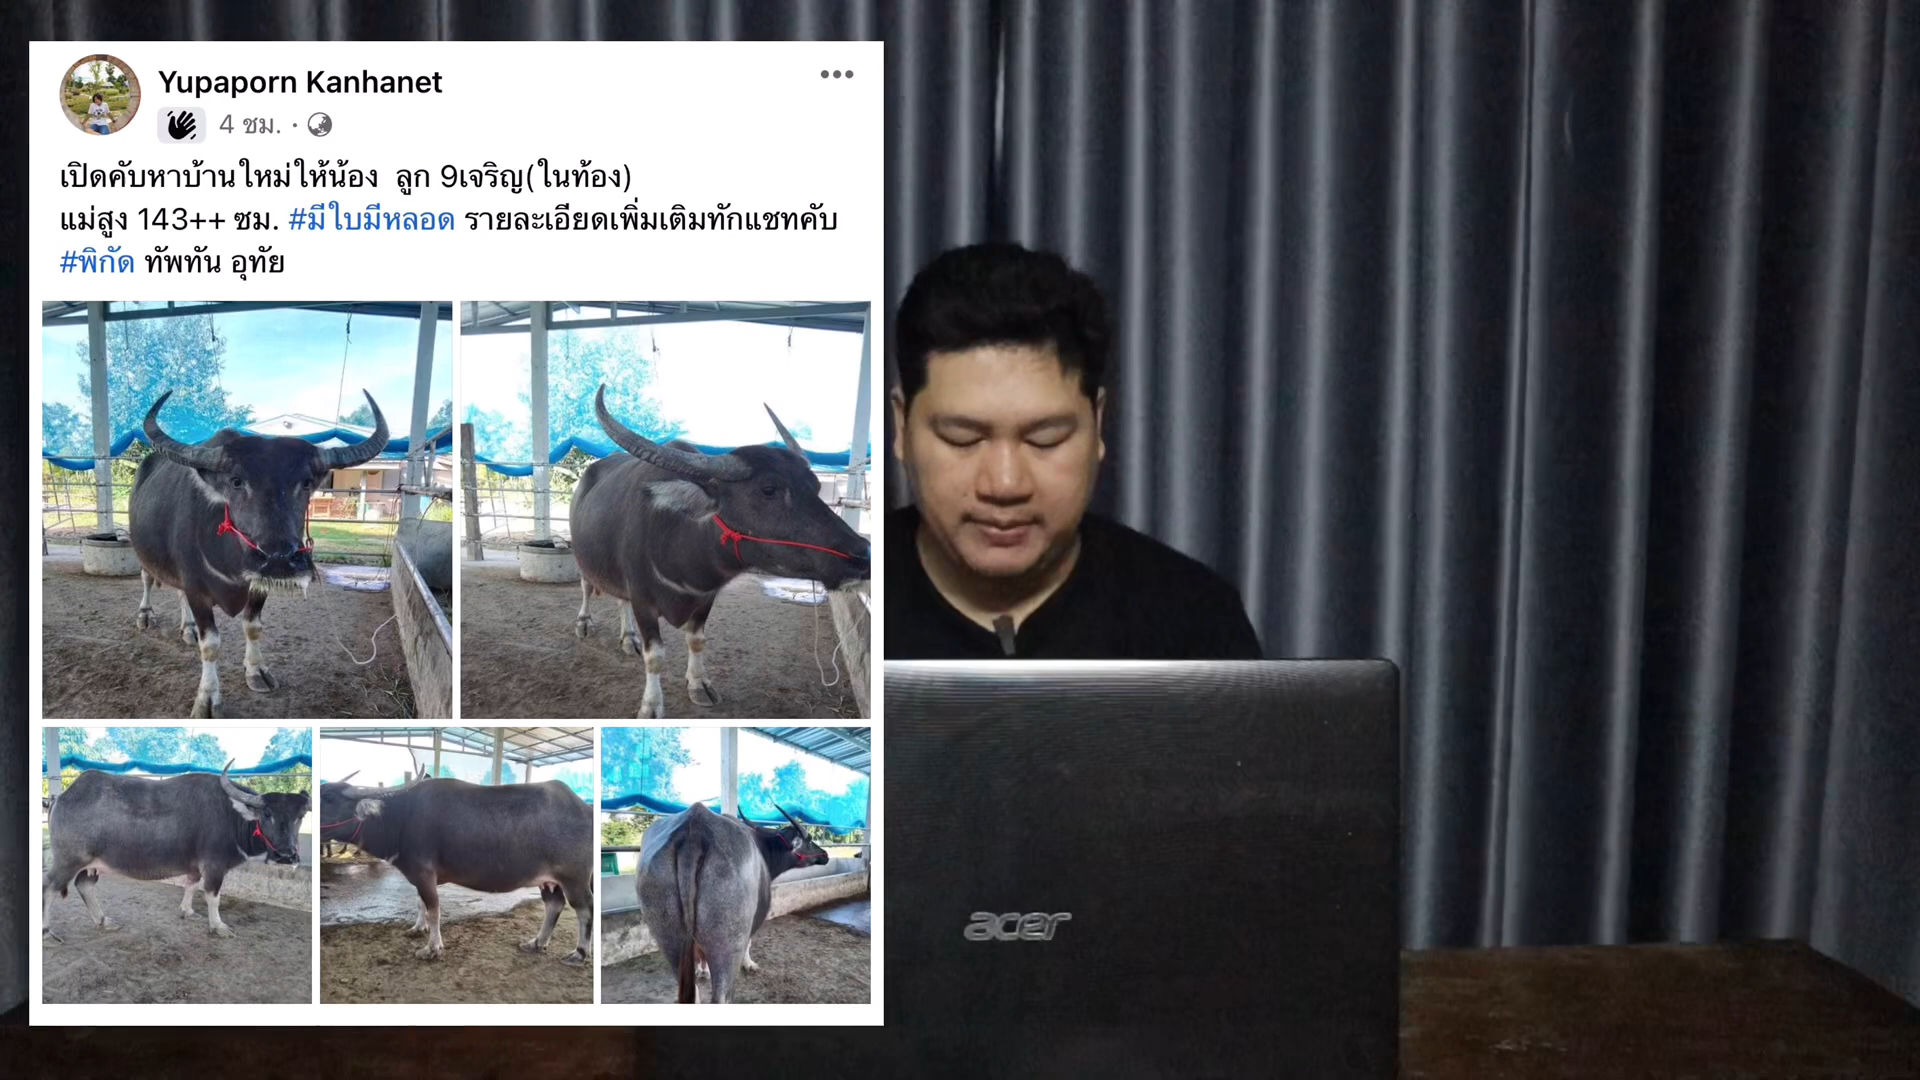 Yupaporn Kanhanet
4 ชม. ·
เปิดคับหาบ้านใหม่ให้น้อง ลูก 9เจริญ(ในท้อง)
แม่สูง 143++ ซม. #มีใบมีหลอด รายละเอียดเพิ่มเติมทักแชทคับ
#พิกัด ทัพทัน อุทัย
acer